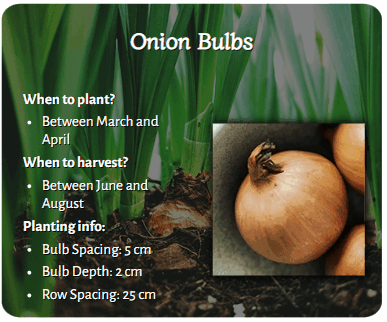 Onion Bulbs
When to plant?
• Between March and
April
When to harvest?
• Between June and
August
Planting info:
• Bulb Spacing: 5 cm
• Bulb Depth: 2 cm
• Row Spacing: 25 cm